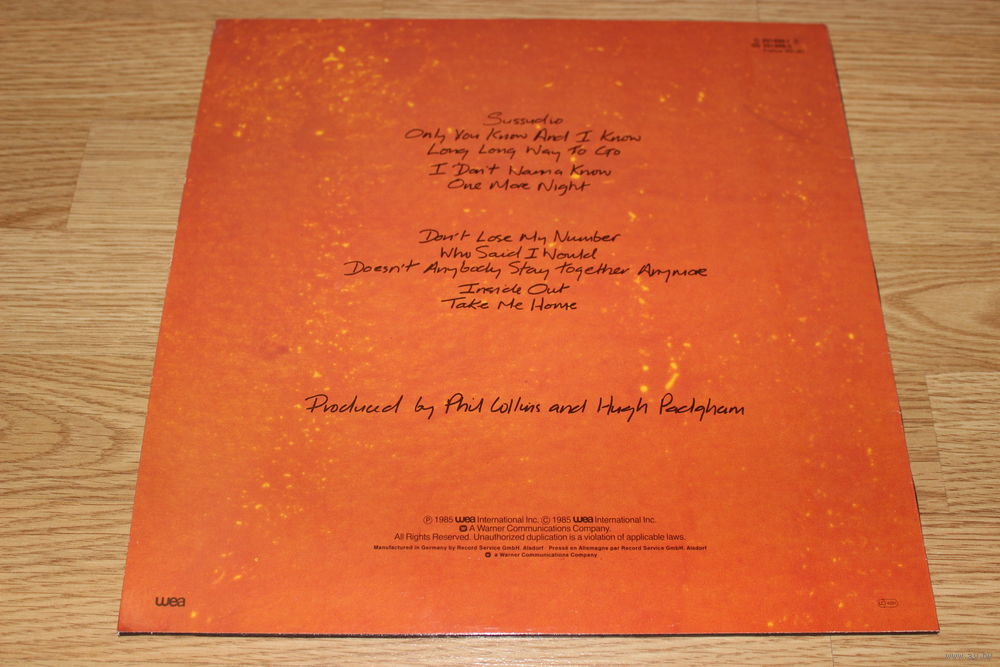 Sussudio
Only You Know And I Know
Long Long Way To Go
I Don't Wanna Know
One More Night
Don't Lose My Number
Who Said I Would
Doesn't Anybody Stay together Anymore
Inside Out
Take Me Home
Produced by Phil Collins and Hugh Padgham
Ⓟ 1985 wea International Inc. Ⓒ 1985 wea International Inc.
A Warner Communications Company.
All Rights Reserved. Unauthorized duplication is a violation of applicable laws.
Manufactured in Germany by Record Service GmbH. Alsdorf · Pressé en Allemagne par Record Service GmbH. Alsdorf
a Warner Communications Company
wea